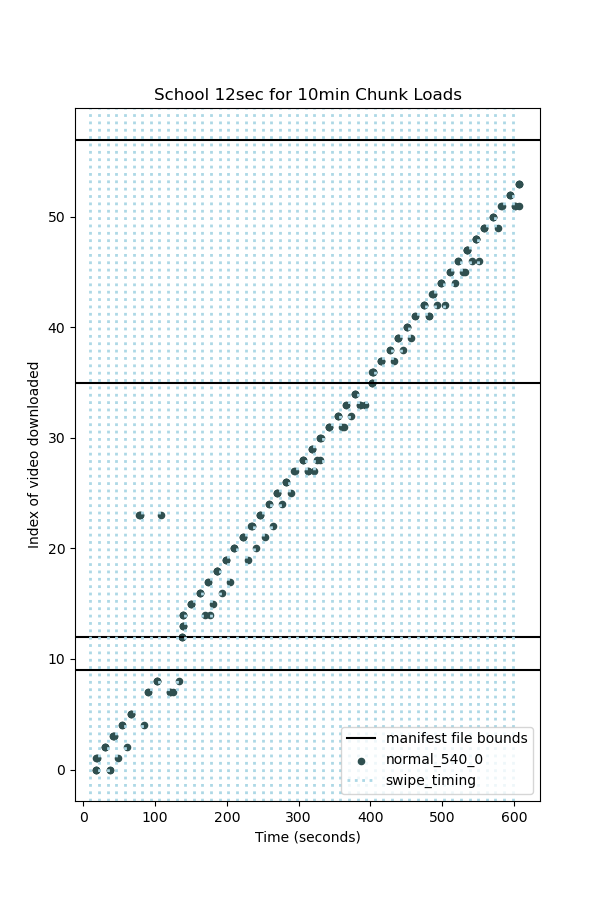 School 12sec for 10min Chunk Loads
50
40
30
20
10
0
Index of video downloaded
manifest file bounds
normal_540_0
swipe_timing
0 100 200 300 400 500 600
Time (seconds)